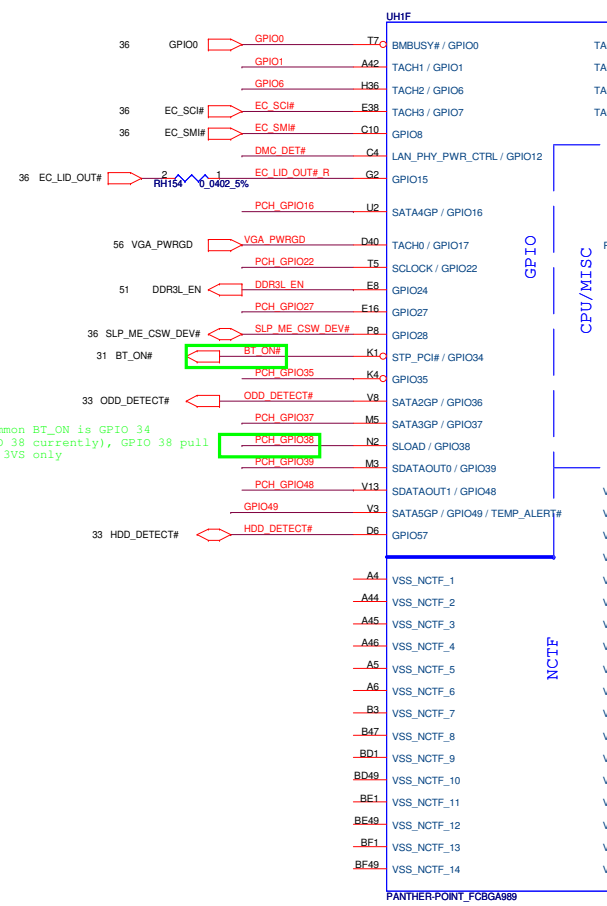 UH1F
36 GPIO0 GPIO0 T7 BMBUSY# / GPIO0 TA
GPIO1 A42 TACH1 / GPIO1 TA
GPIO6 H36 TACH2 / GPIO6 TA
36 EC_SCI# EC_SCI# E38 TACH3 / GPIO7 TA
36 EC_SMI# EC_SMI# C10 GPIO8
DMC_DET# C4 LAN_PHY_PWR_CTRL / GPIO12
36 EC_LID_OUT# 2 1 EC_LID_OUT#_R G2 GPIO15
RH154 0_0402_5%
PCH_GPIO16 U2 SATA4GP / GPIO16
56 VGA_PWRGD VGA_PWRGD D40 TACH0 / GPIO17
PCH_GPIO22 T5 SCLOCK / GPIO22
51 DDR3L_EN DDR3L_EN E8 GPIO24
PCH_GPIO27 E16 GPIO27
36 SLP_ME_CSW_DEV# SLP_ME_CSW_DEV# P8 GPIO28
31 BT_ON# BT_ON# K1 STP_PCI# / GPIO34
PCH_GPIO35 K4 GPIO35
33 ODD_DETECT# ODD_DETECT# V8 SATA2GP / GPIO36
PCH_GPIO37 M5 SATA3GP / GPIO37
mmon BT_ON is GPIO 34
O 38 currently), GPIO 38 pull
3VS only
PCH_GPIO38 N2 SLOAD / GPIO38
PCH_GPIO39 M3 SDATAOUT0 / GPIO39
PCH_GPIO48 V13 SDATAOUT1 / GPIO48
GPIO49 V3 SATA5GP / GPIO49 / TEMP_ALERT#
33 HDD_DETECT# HDD_DETECT# D6 GPIO57
GPIO
CPU/MISC
A4 VSS_NCTF_1
A44 VSS_NCTF_2
A45 VSS_NCTF_3
A46 VSS_NCTF_4
A5 VSS_NCTF_5
A6 VSS_NCTF_6
B3 VSS_NCTF_7
B47 VSS_NCTF_8
BD1 VSS_NCTF_9
BD49 VSS_NCTF_10
BE1 VSS_NCTF_11
BE49 VSS_NCTF_12
BF1 VSS_NCTF_13
BF49 VSS_NCTF_14
NCTF
PANTHER-POINT_FCBGA989